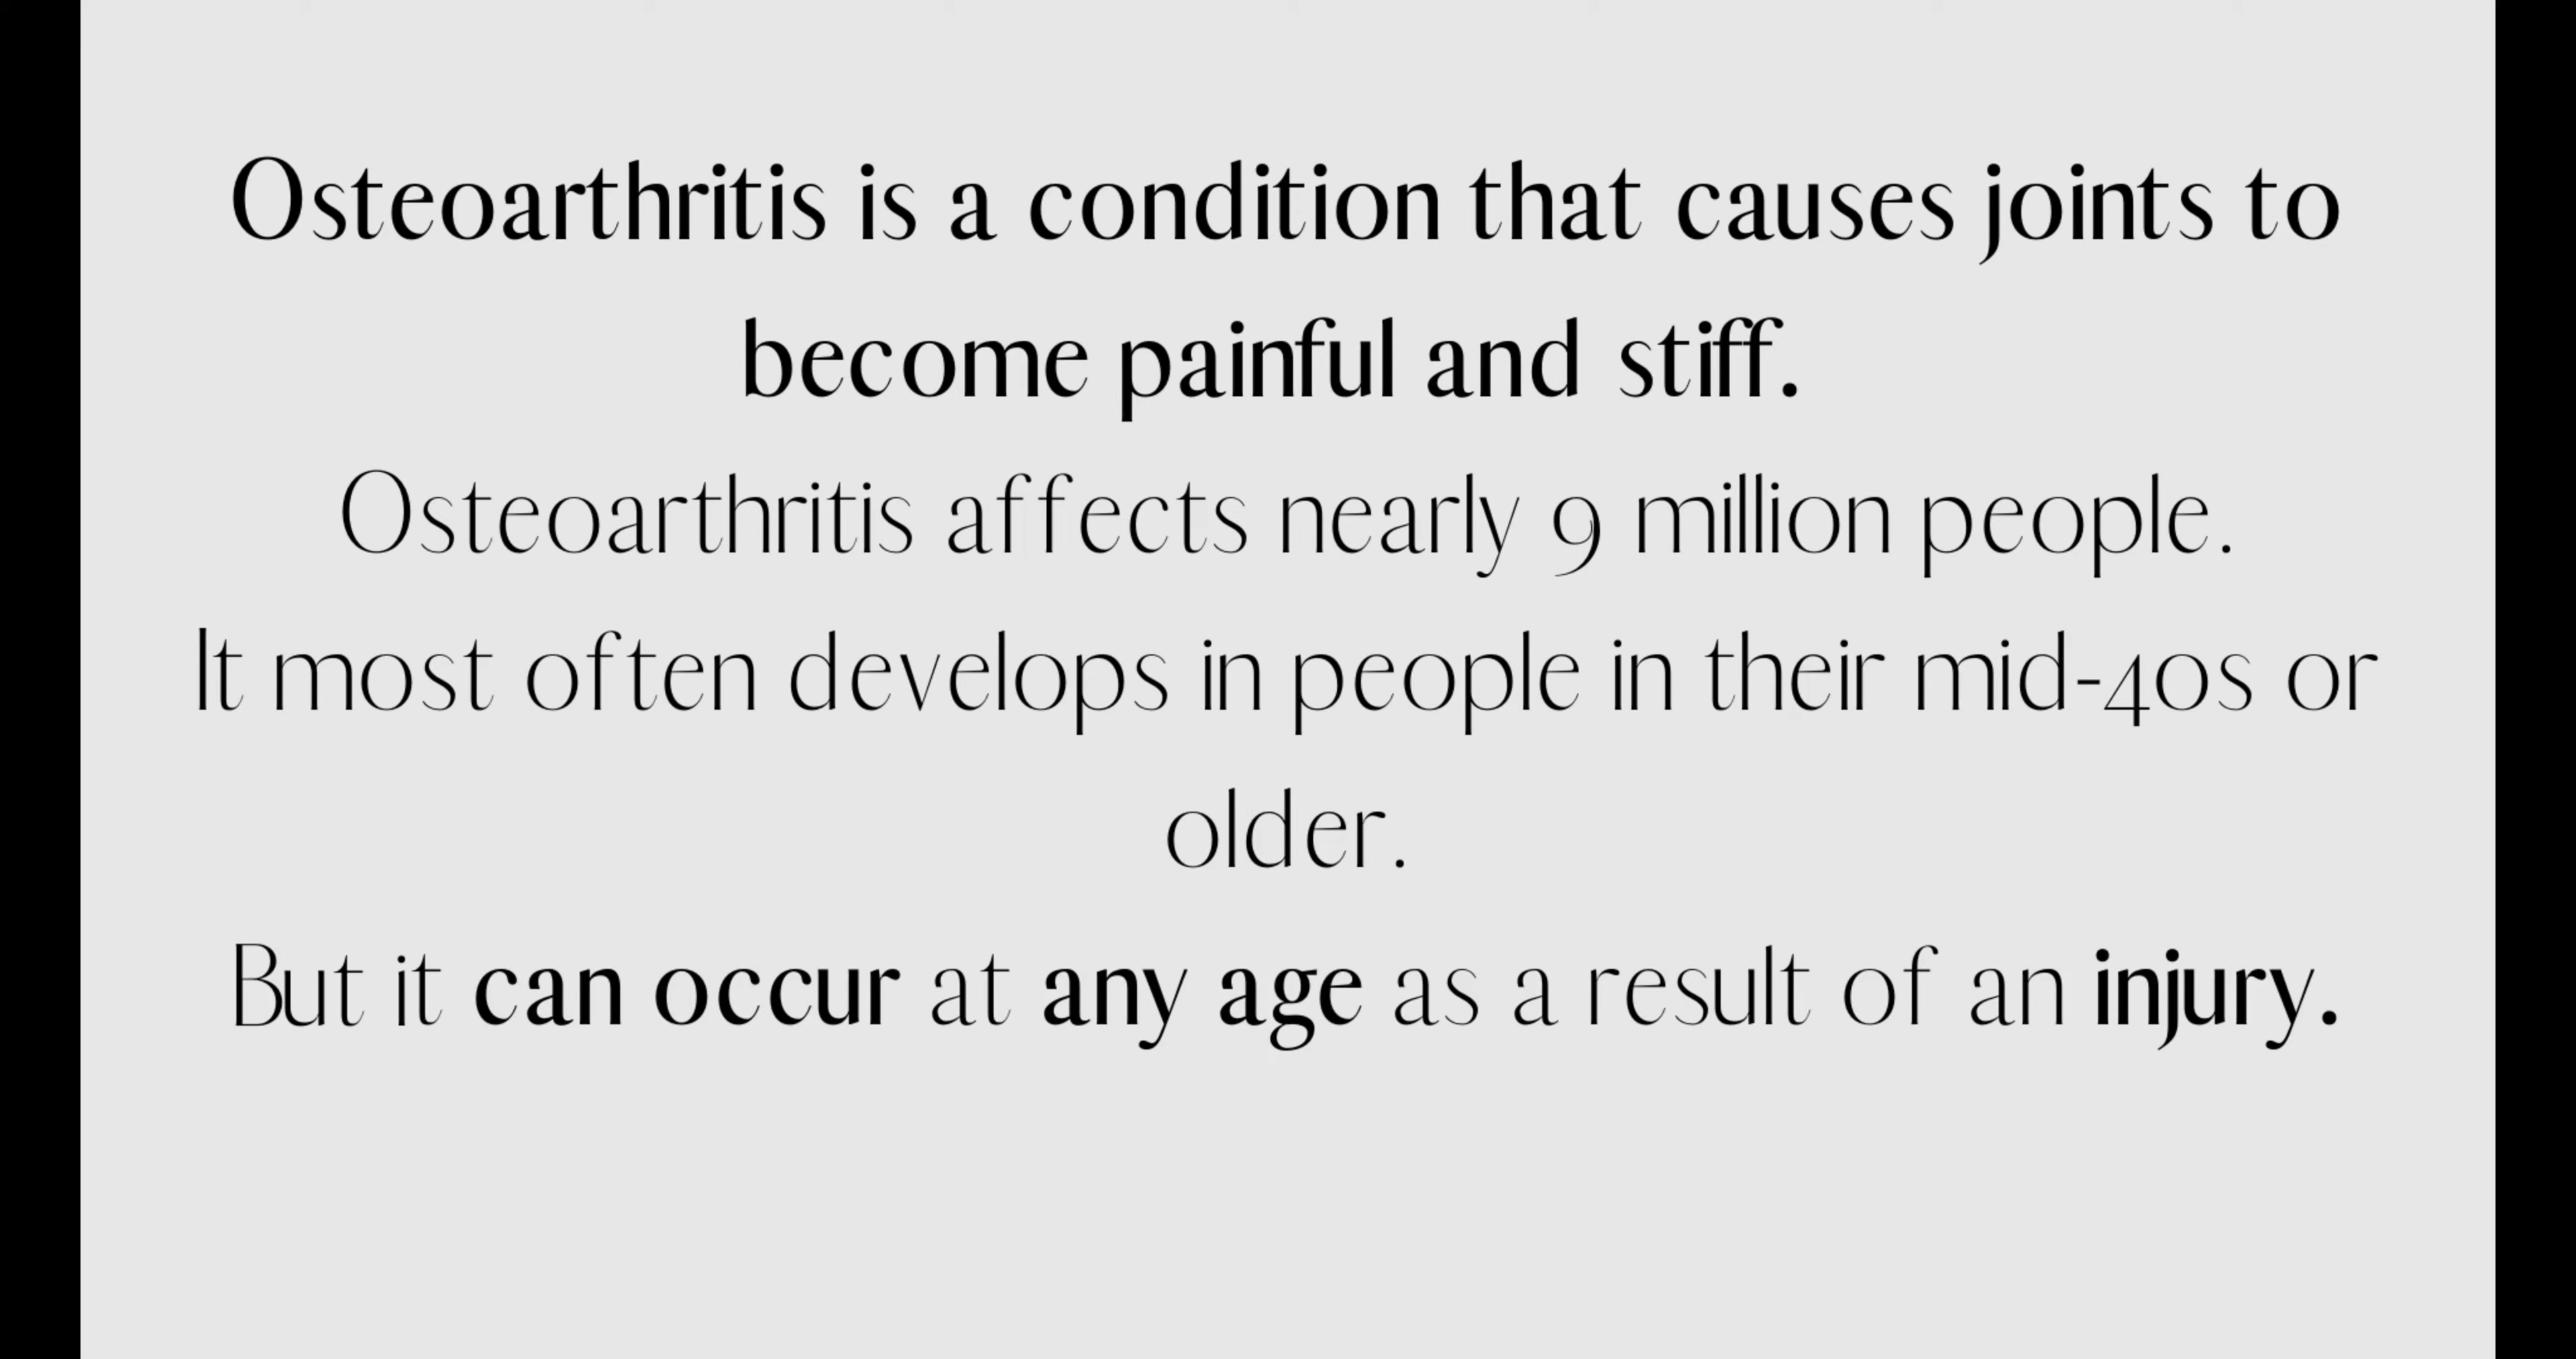 Osteoarthritis is a condition that causes joints to
become painful and stiff.
Osteoarthritis affects nearly 9 million people.
It most often develops in people in their mid-40s or
older.
But it can occur at any age as a result of an injury.